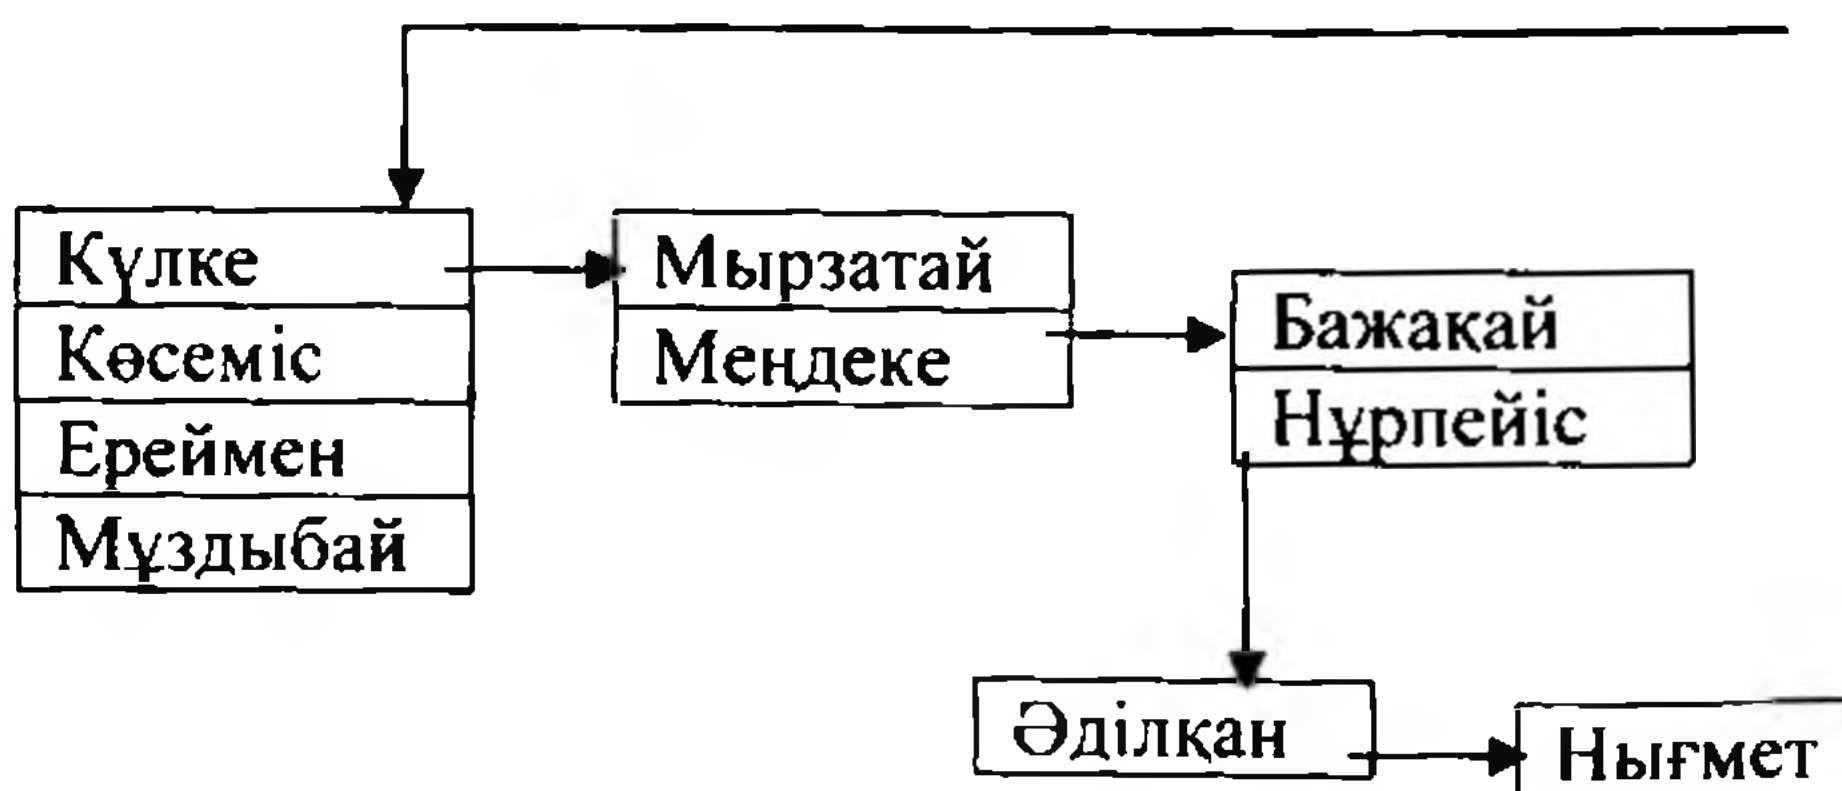 Күлке
Көсеміс
Ереймен
Мұздыбай
Мырзатай
Меңдеке
Бажақай
Нұрпейіс
Әділқан
Нығмет